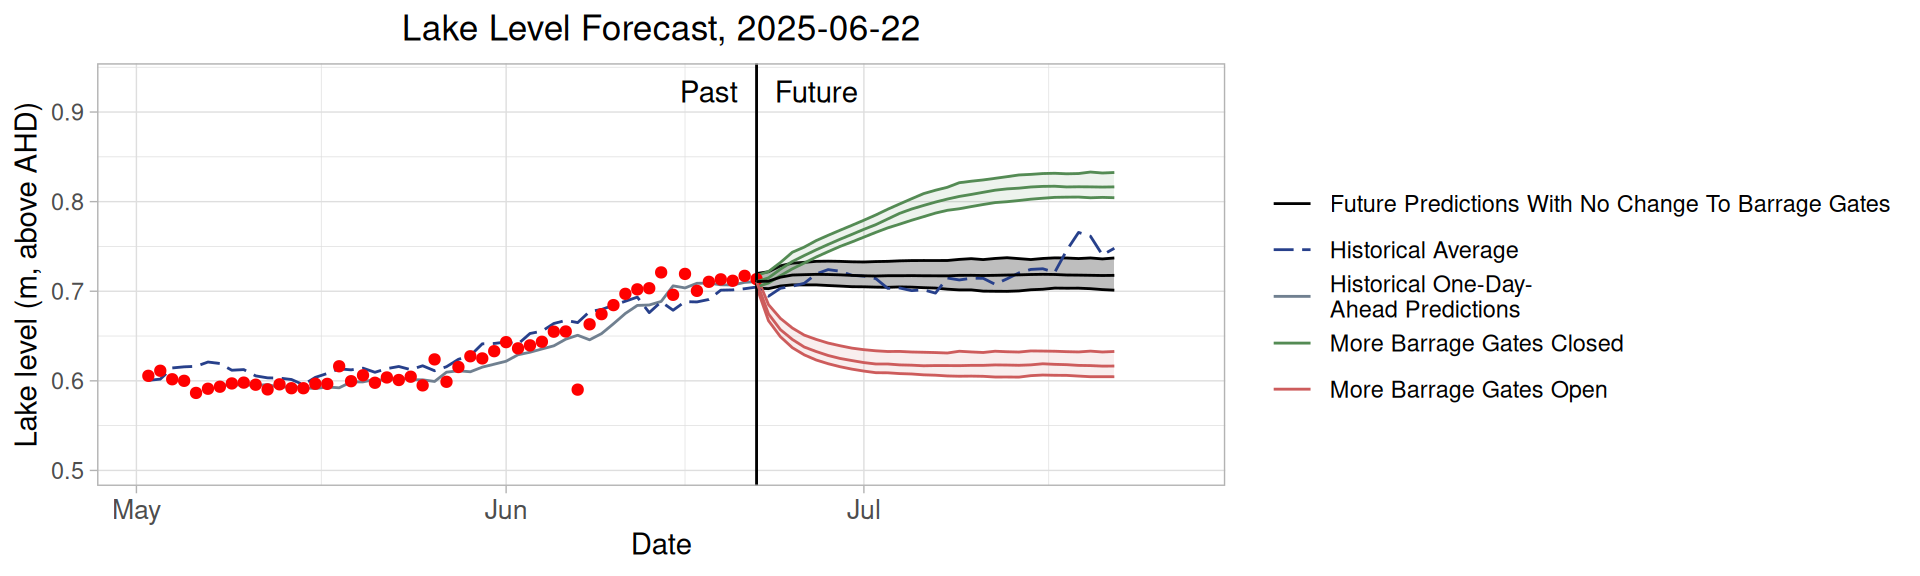 Lake Level Forecast, 2025-06-22
Past
Future
Lake level (m, above AHD)
0.9
0.8
0.7
0.6
0.5
May
Jun
Jul
Date
Future Predictions With No Change To Barrage Gates
Historical Average
Historical One-Day-
Ahead Predictions
More Barrage Gates Closed
More Barrage Gates Open